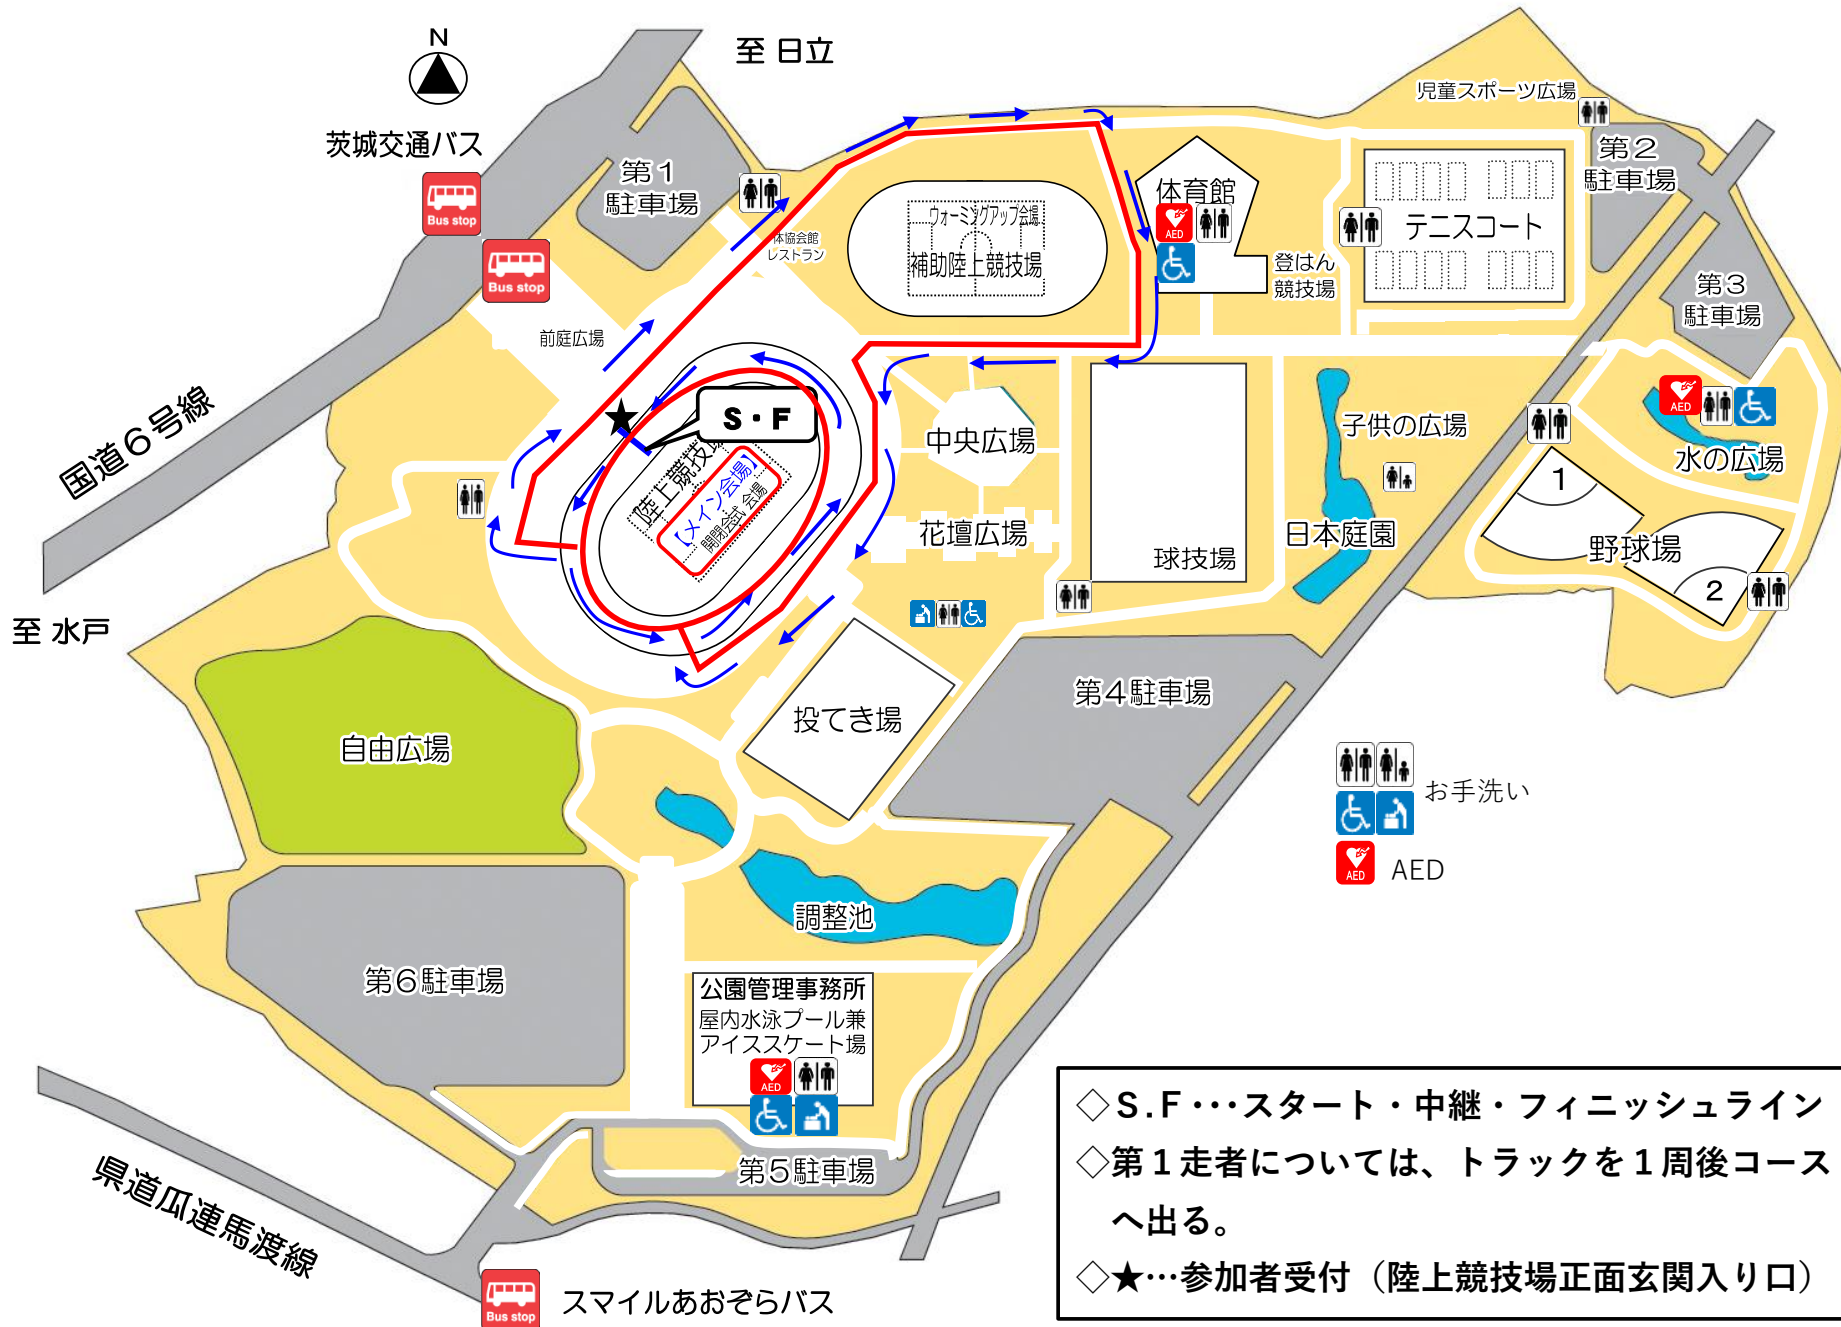 N
至 日立
茨城交通バス
Bus stop
Bus stop
第１
駐車場
体協会館
レストラン
前庭広場
ウォーミングアップ会場
補助陸上競技場
体育館
AED
登はん
競技場
児童スポーツ広場
第２
駐車場
テニスコート
第３
駐車場
国道６号線
至 水戸
S・F
陸上競技場
【メイン会場】
開閉会式 会場
中央広場
花壇広場
球技場
子供の広場
日本庭園
AED
水の広場
1
野球場
2
自由広場
投てき場
第４駐車場
お手洗い
AED
AED
調整池
第６駐車場
公園管理事務所
屋内水泳プール兼
アイススケート場
AED
第５駐車場
県道瓜連馬渡線
Bus stop
スマイルあおぞらバス
◇Ｓ.Ｆ･･･スタート・中継・フィニッシュライン
◇第１走者については、トラックを１周後コース
へ出る。
◇★…参加者受付（陸上競技場正面玄関入り口）